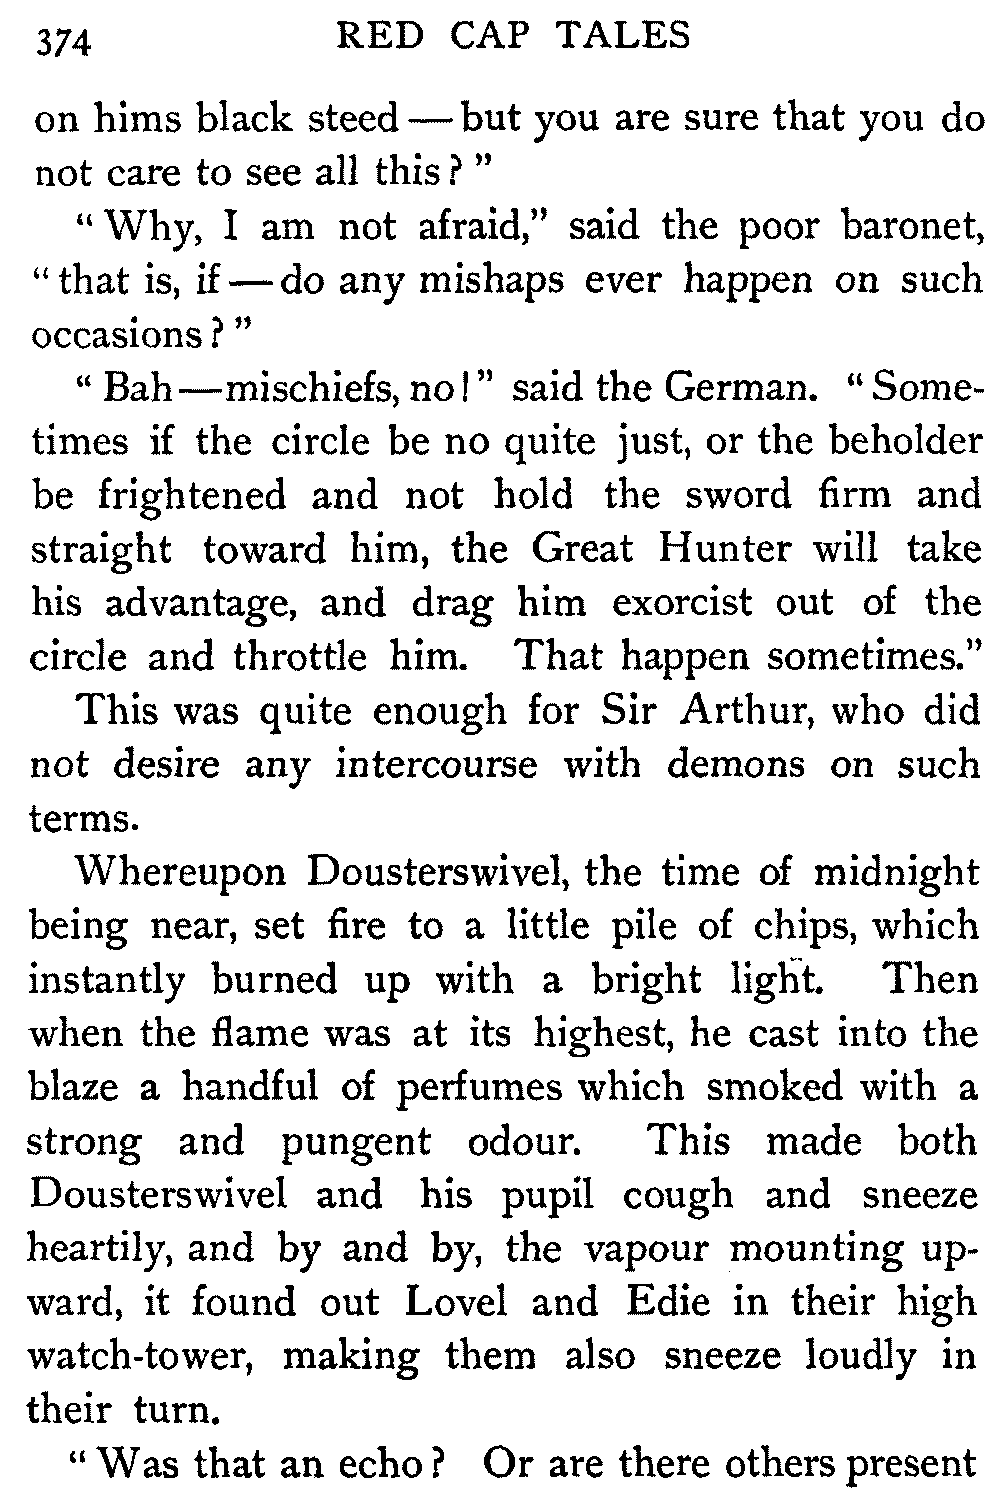 374 RED CAP TALES
on hims black steed — but you are sure that you do
not care to see all this?"
"Why, I am not afraid," said the poor baronet,
"that is, if — do any mishaps ever happen on such
occasions?"
"Bah—mischiefs, no!" said the German. "Some-
times if the circle be no quite just, or the beholder
be frightened and not hold the sword firm and
straight toward him, the Great Hunter will take
his advantage, and drag him exorcist out of the
circle and throttle him. That happen sometimes."
This was quite enough for Sir Arthur, who did
not desire any intercourse with demons on such
terms.
Whereupon Dousterswivel, the time of midnight
being near, set fire to a little pile of chips, which
instantly burned up with a bright light. Then
when the flame was at its highest, he cast into the
blaze a handful of perfumes which smoked with a
strong and pungent odour. This made both
Dousterswivel and his pupil cough and sneeze
heartily, and by and by, the vapour mounting up-
ward, it found out Lovel and Edie in their high
watch-tower, making them also sneeze loudly in
their turn.
"Was that an echo? Or are there others present